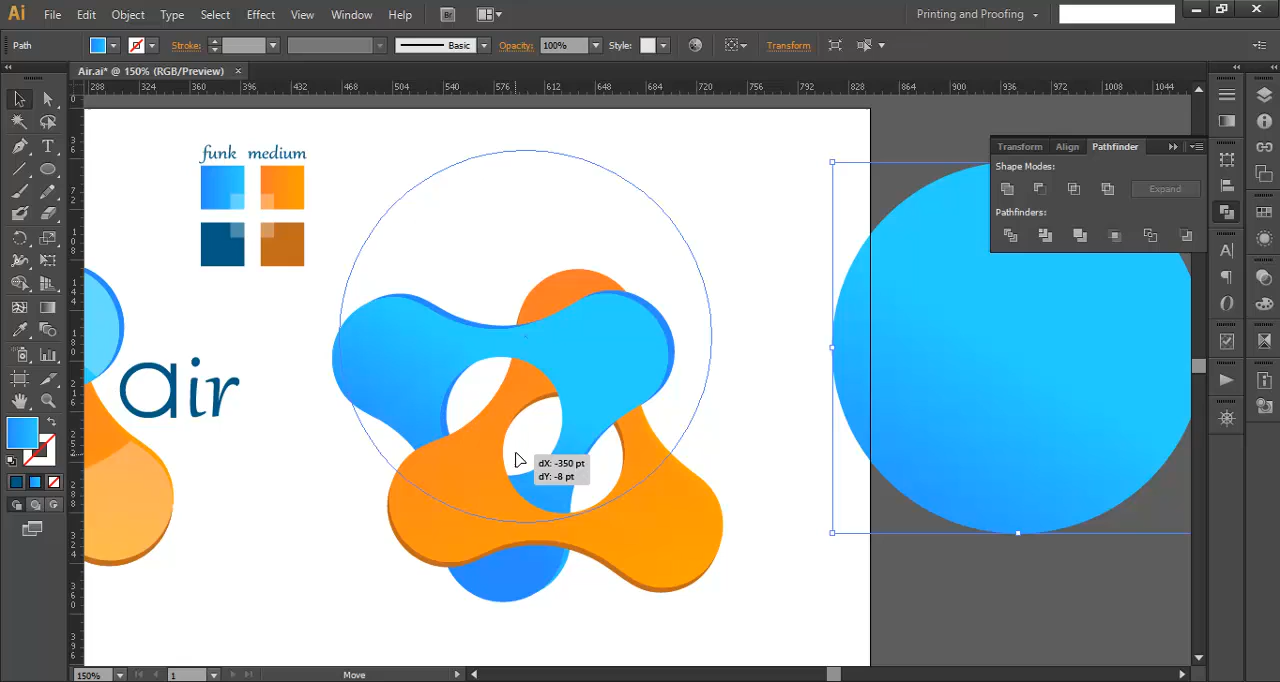 Ai File Edit Object Type Select Effect View Window Help Br Printing and Proofing
Path Stroke: Basic Opacity: 100% Style: Transform
Air.ai* @ 150% (RGB/Preview) ×
288 324 360 396 432 468 504 540 576 612 648 684 720 756 792 828 864 900 936 972 1008 1044
Transform Align Pathfinder
Shape Modes:
Expand
Pathfinders:
funk medium
air
dX: -350 pt
dY: -8 pt
150% 1 Move